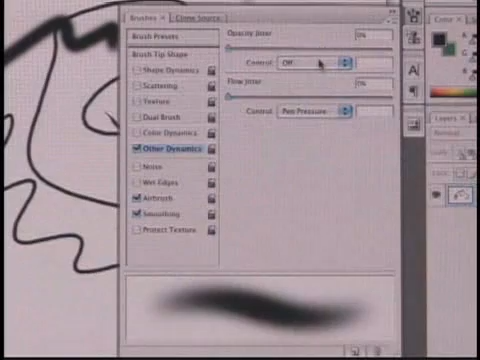 Brushes × Clone Source
Brush Presets
Brush Tip Shape
Shape Dynamics
Scattering
Texture
Dual Brush
Color Dynamics
Other Dynamics
Noise
Wet Edges
Airbrush
Smoothing
Protect Texture
Opacity Jitter 0%
Control: Off
Flow Jitter 0%
Control: Pen Pressure
Color ×
R
G
B
A
Layers ×
Normal
Lock: